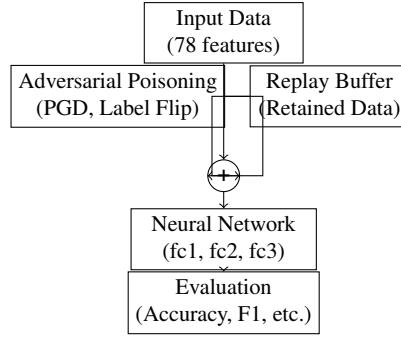 Input Data
(78 features)
Adversarial Poisoning
(PGD, Label Flip)
Replay Buffer
(Retained Data)
+
Neural Network
(fc1, fc2, fc3)
Evaluation
(Accuracy, F1, etc.)